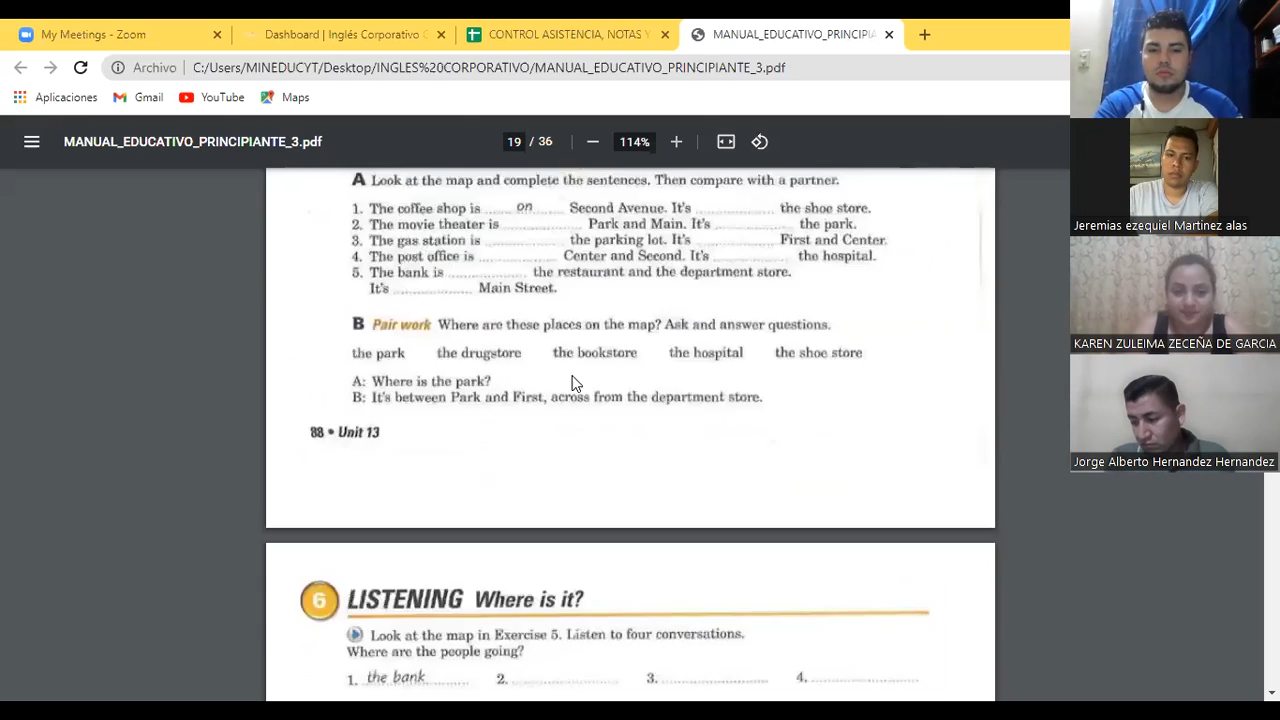 My Meetings - Zoom
Dashboard | Inglés Corporativo
CONTROL ASISTENCIA, NOTAS Y
MANUAL_EDUCATIVO_PRINCIPIA
Archivo
C:/Users/MINEDUCYT/Desktop/INGLES%20CORPORATIVO/MANUAL_EDUCATIVO_PRINCIPIANTE_3.pdf
Aplicaciones
Gmail
YouTube
Maps
MANUAL_EDUCATIVO_PRINCIPIANTE_3.pdf
19 / 36
114%
A Look at the map and complete the sentences. Then compare with a partner.
1. The coffee shop is ..... on ..... Second Avenue. It's ............... the shoe store.
2. The movie theater is ............... Park and Main. It's ............... the park.
3. The gas station is ............... the parking lot. It's ............... First and Center.
4. The post office is ............... Center and Second. It's ............... the hospital.
5. The bank is ............... the restaurant and the department store.
It's ............... Main Street.
B Pair work Where are these places on the map? Ask and answer questions.
the park the drugstore the bookstore the hospital the shoe store
A: Where is the park?
B: It's between Park and First, across from the department store.
88 • Unit 13
6 LISTENING Where is it?
Look at the map in Exercise 5. Listen to four conversations.
Where are the people going?
1. the bank 2. ............... 3. ............... 4. ...............
Jeremias ezequiel Martinez alas
KAREN ZULEIMA ZECEÑA DE GARCIA
Jorge Alberto Hernandez Hernandez